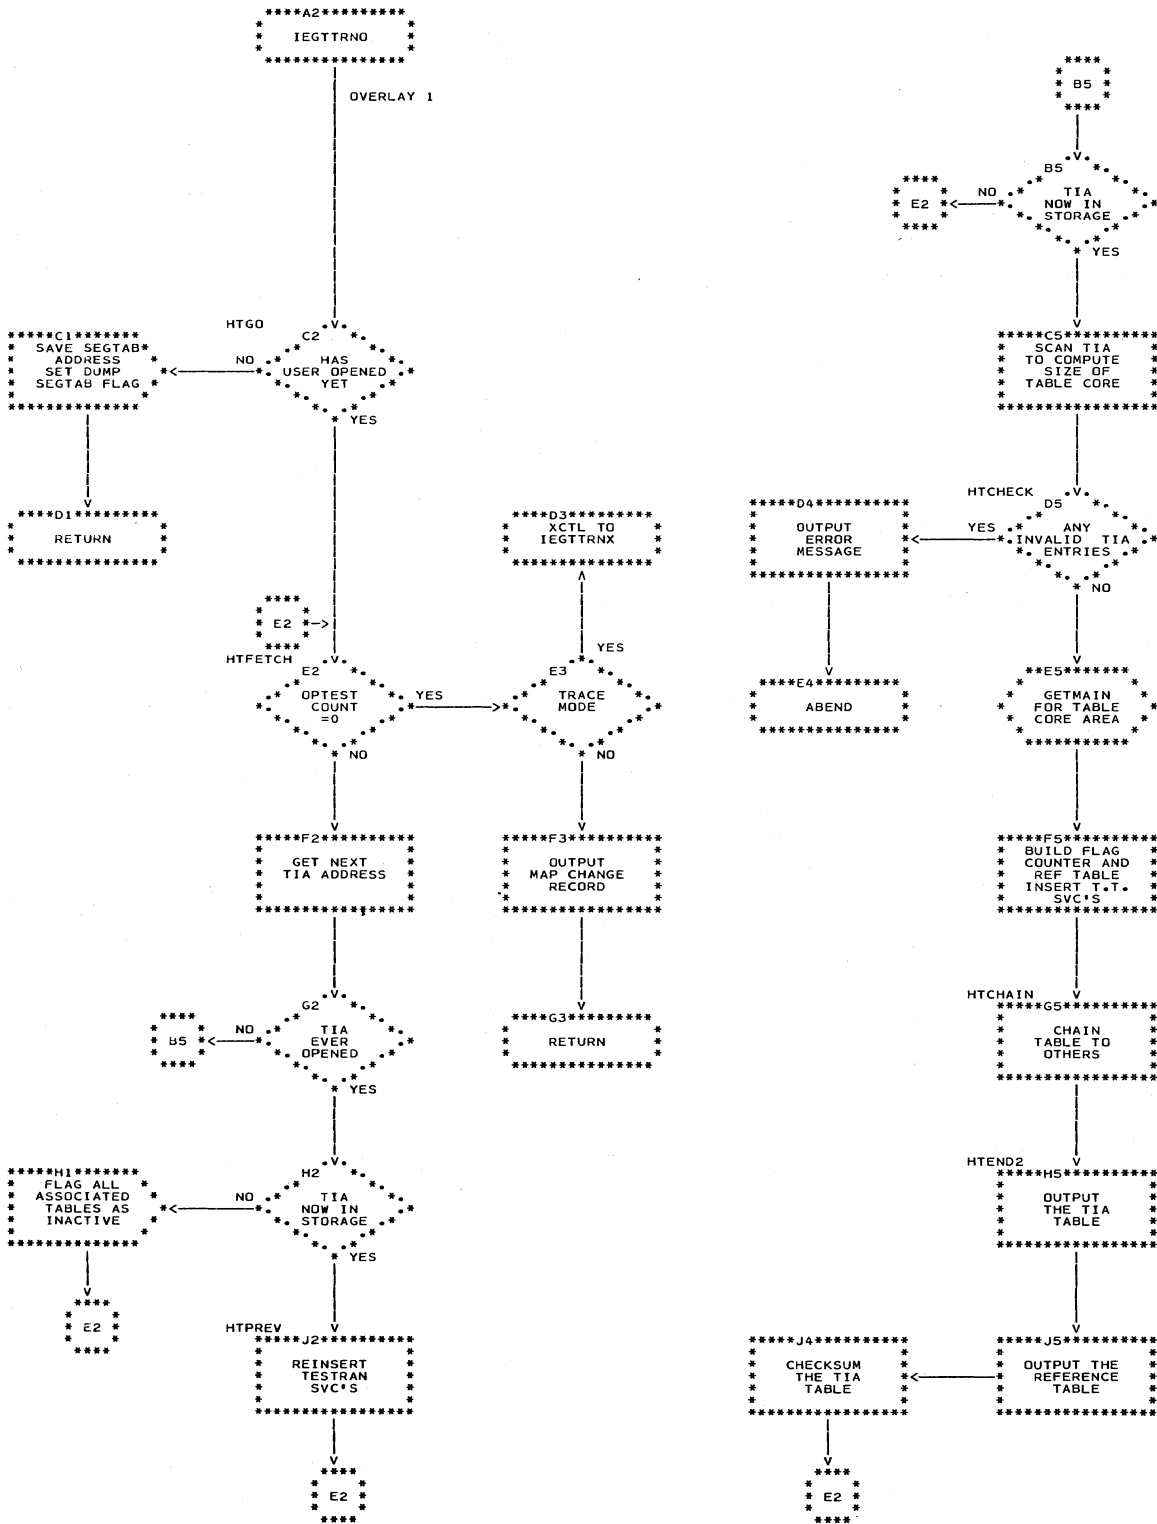 A2
IEGTTRNO
OVERLAY 1
B5
B5
TIA
NOW IN
STORAGE
NO
E2
YES
HTGO
C1
SAVE SEGTAB
ADDRESS
SET DUMP
SEGTAB FLAG
NO
C2
HAS
USER OPENED
YET
YES
C5
SCAN TIA
TO COMPUTE
SIZE OF
TABLE CORE
D1
RETURN
D3
XCTL TO
IEGTTRNX
HTCHECK
D4
OUTPUT
ERROR
MESSAGE
YES
D5
ANY
INVALID TIA
ENTRIES
NO
E2
HTFETCH
E2
OPTEST
COUNT
=0
YES
NO
YES
E3
TRACE
MODE
NO
E4
ABEND
E5
GETMAIN
FOR TABLE
CORE AREA
F2
GET NEXT
TIA ADDRESS
F3
OUTPUT
MAP CHANGE
RECORD
F5
BUILD FLAG
COUNTER AND
REF TABLE
INSERT T.T.
SVC'S
B5
NO
G2
TIA
EVER
OPENED
YES
G3
RETURN
HTCHAIN
G5
CHAIN
TABLE TO
OTHERS
H1
FLAG ALL
ASSOCIATED
TABLES AS
INACTIVE
NO
H2
TIA
NOW IN
STORAGE
YES
HTEND2
H5
OUTPUT
THE TIA
TABLE
E2
HTPREV
J2
REINSERT
TESTRAN
SVC'S
J4
CHECKSUM
THE TIA
TABLE
J5
OUTPUT THE
REFERENCE
TABLE
E2
E2